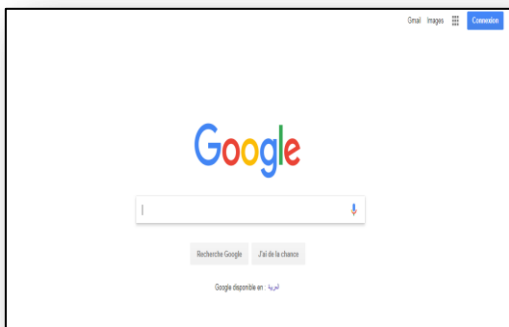 Gmail Images Connexion
Google
Recherche Google J'ai de la chance
Google disponible en : العربية